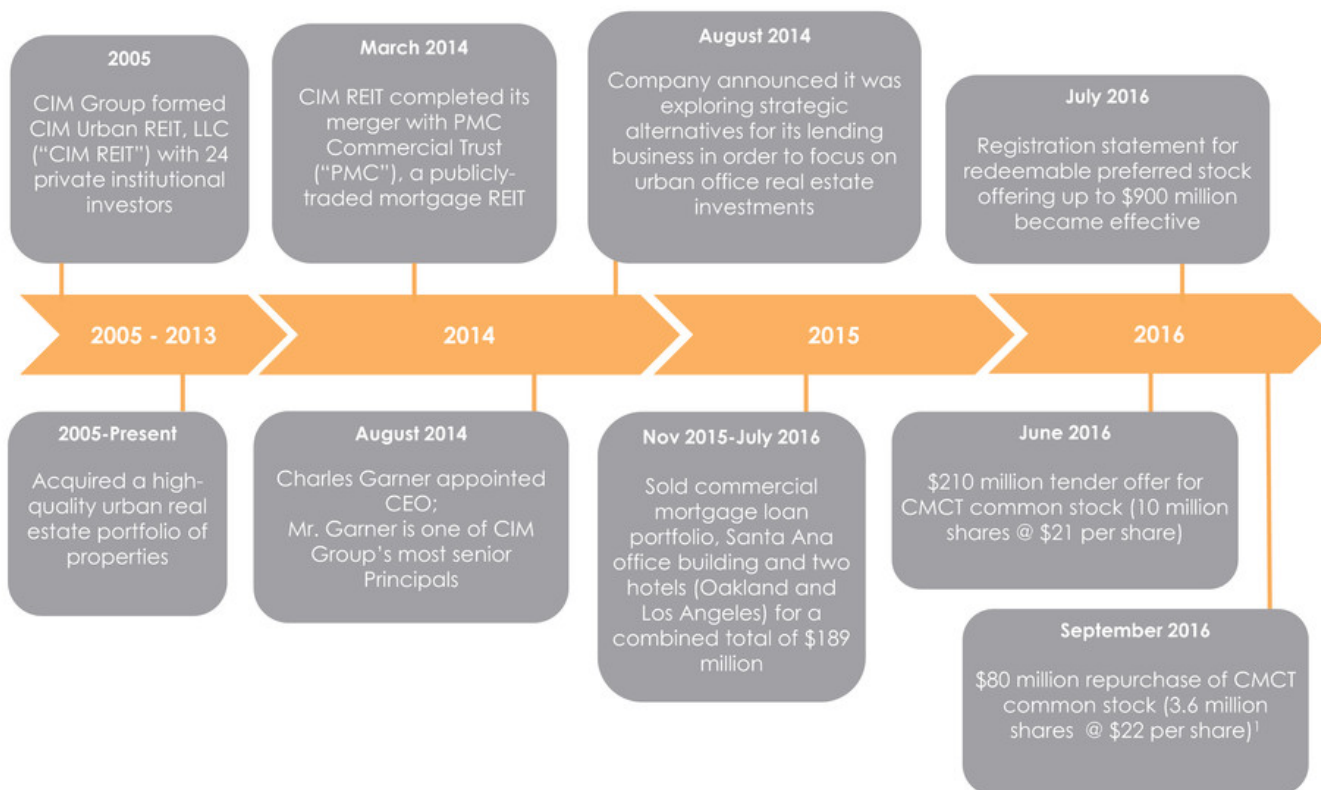 2005
CIM Group formed
CIM Urban REIT, LLC
(“CIM REIT”) with 24
private institutional
investors
March 2014
CIM REIT completed its
merger with PMC
Commercial Trust
(“PMC”), a publicly-
traded mortgage REIT
August 2014
Company announced it was
exploring strategic
alternatives for its lending
business in order to focus on
urban office real estate
investments
July 2016
Registration statement for
redeemable preferred stock
offering up to $900 million
became effective
2005 - 2013
2014
2015
2016
2005-Present
Acquired a high-
quality urban real
estate portfolio of
properties
August 2014
Charles Garner appointed
CEO;
Mr. Garner is one of CIM
Group’s most senior
Principals
Nov 2015-July 2016
Sold commercial
mortgage loan
portfolio, Santa Ana
office building and two
hotels (Oakland and
Los Angeles) for a
combined total of $189
million
June 2016
$210 million tender offer for
CMCT common stock (10 million
shares @ $21 per share)
September 2016
$80 million repurchase of CMCT
common stock (3.6 million
shares @ $22 per share)¹